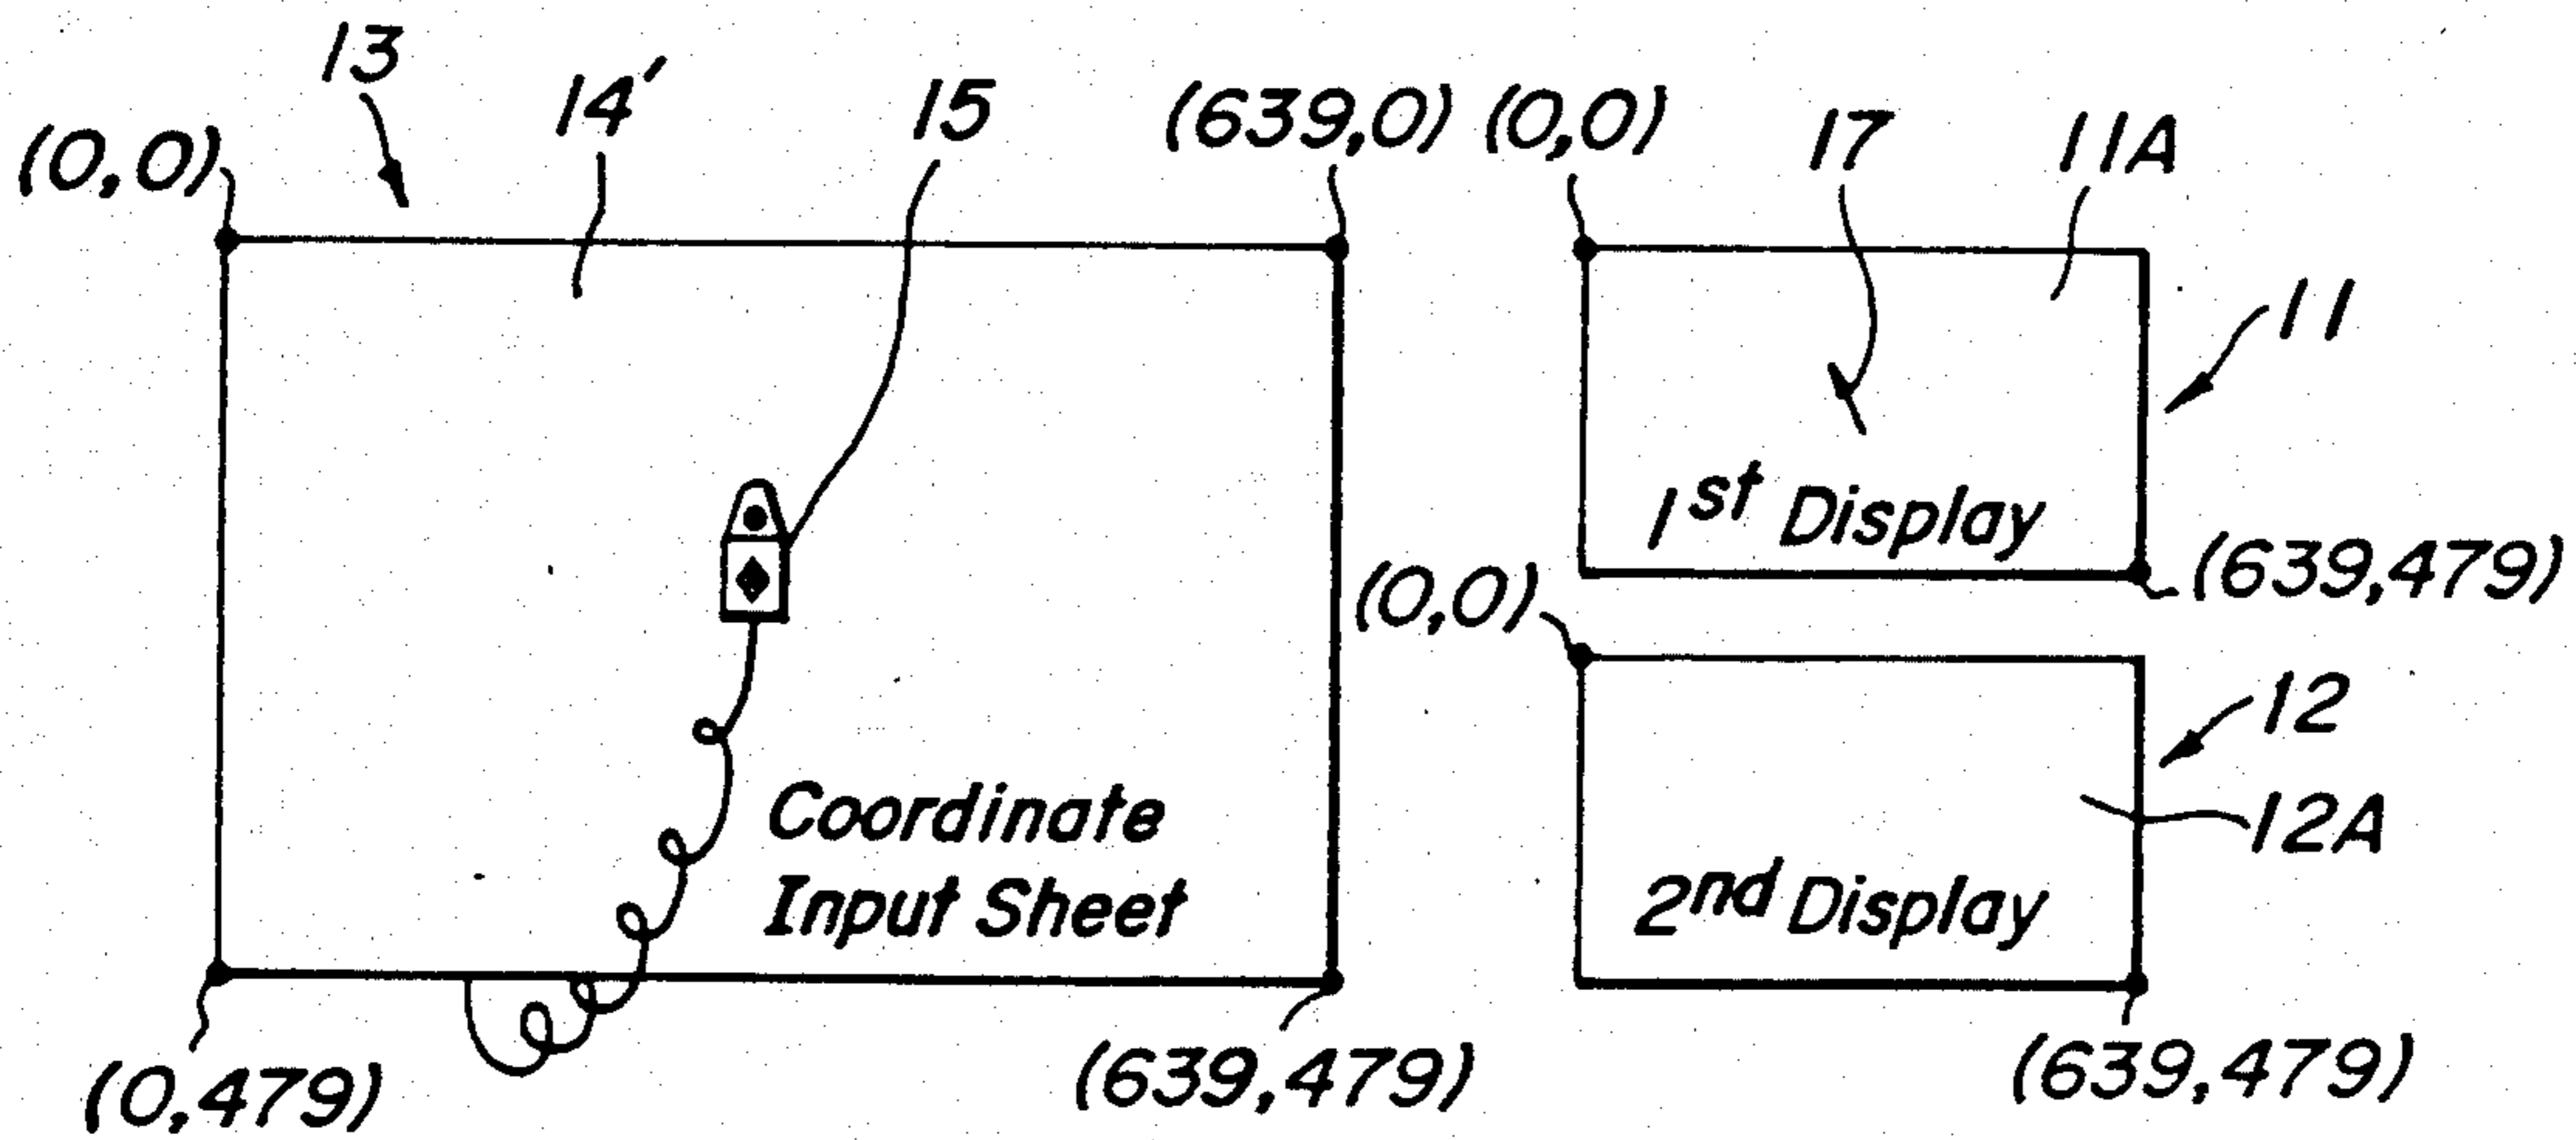 13
14′
15
(0,0)
(639,0)
(0,0)
17
11A
11
1st Display
(639,479)
(0,0)
12
12A
Coordinate
Input Sheet
2nd Display
(0,479)
(639,479)
(639,479)